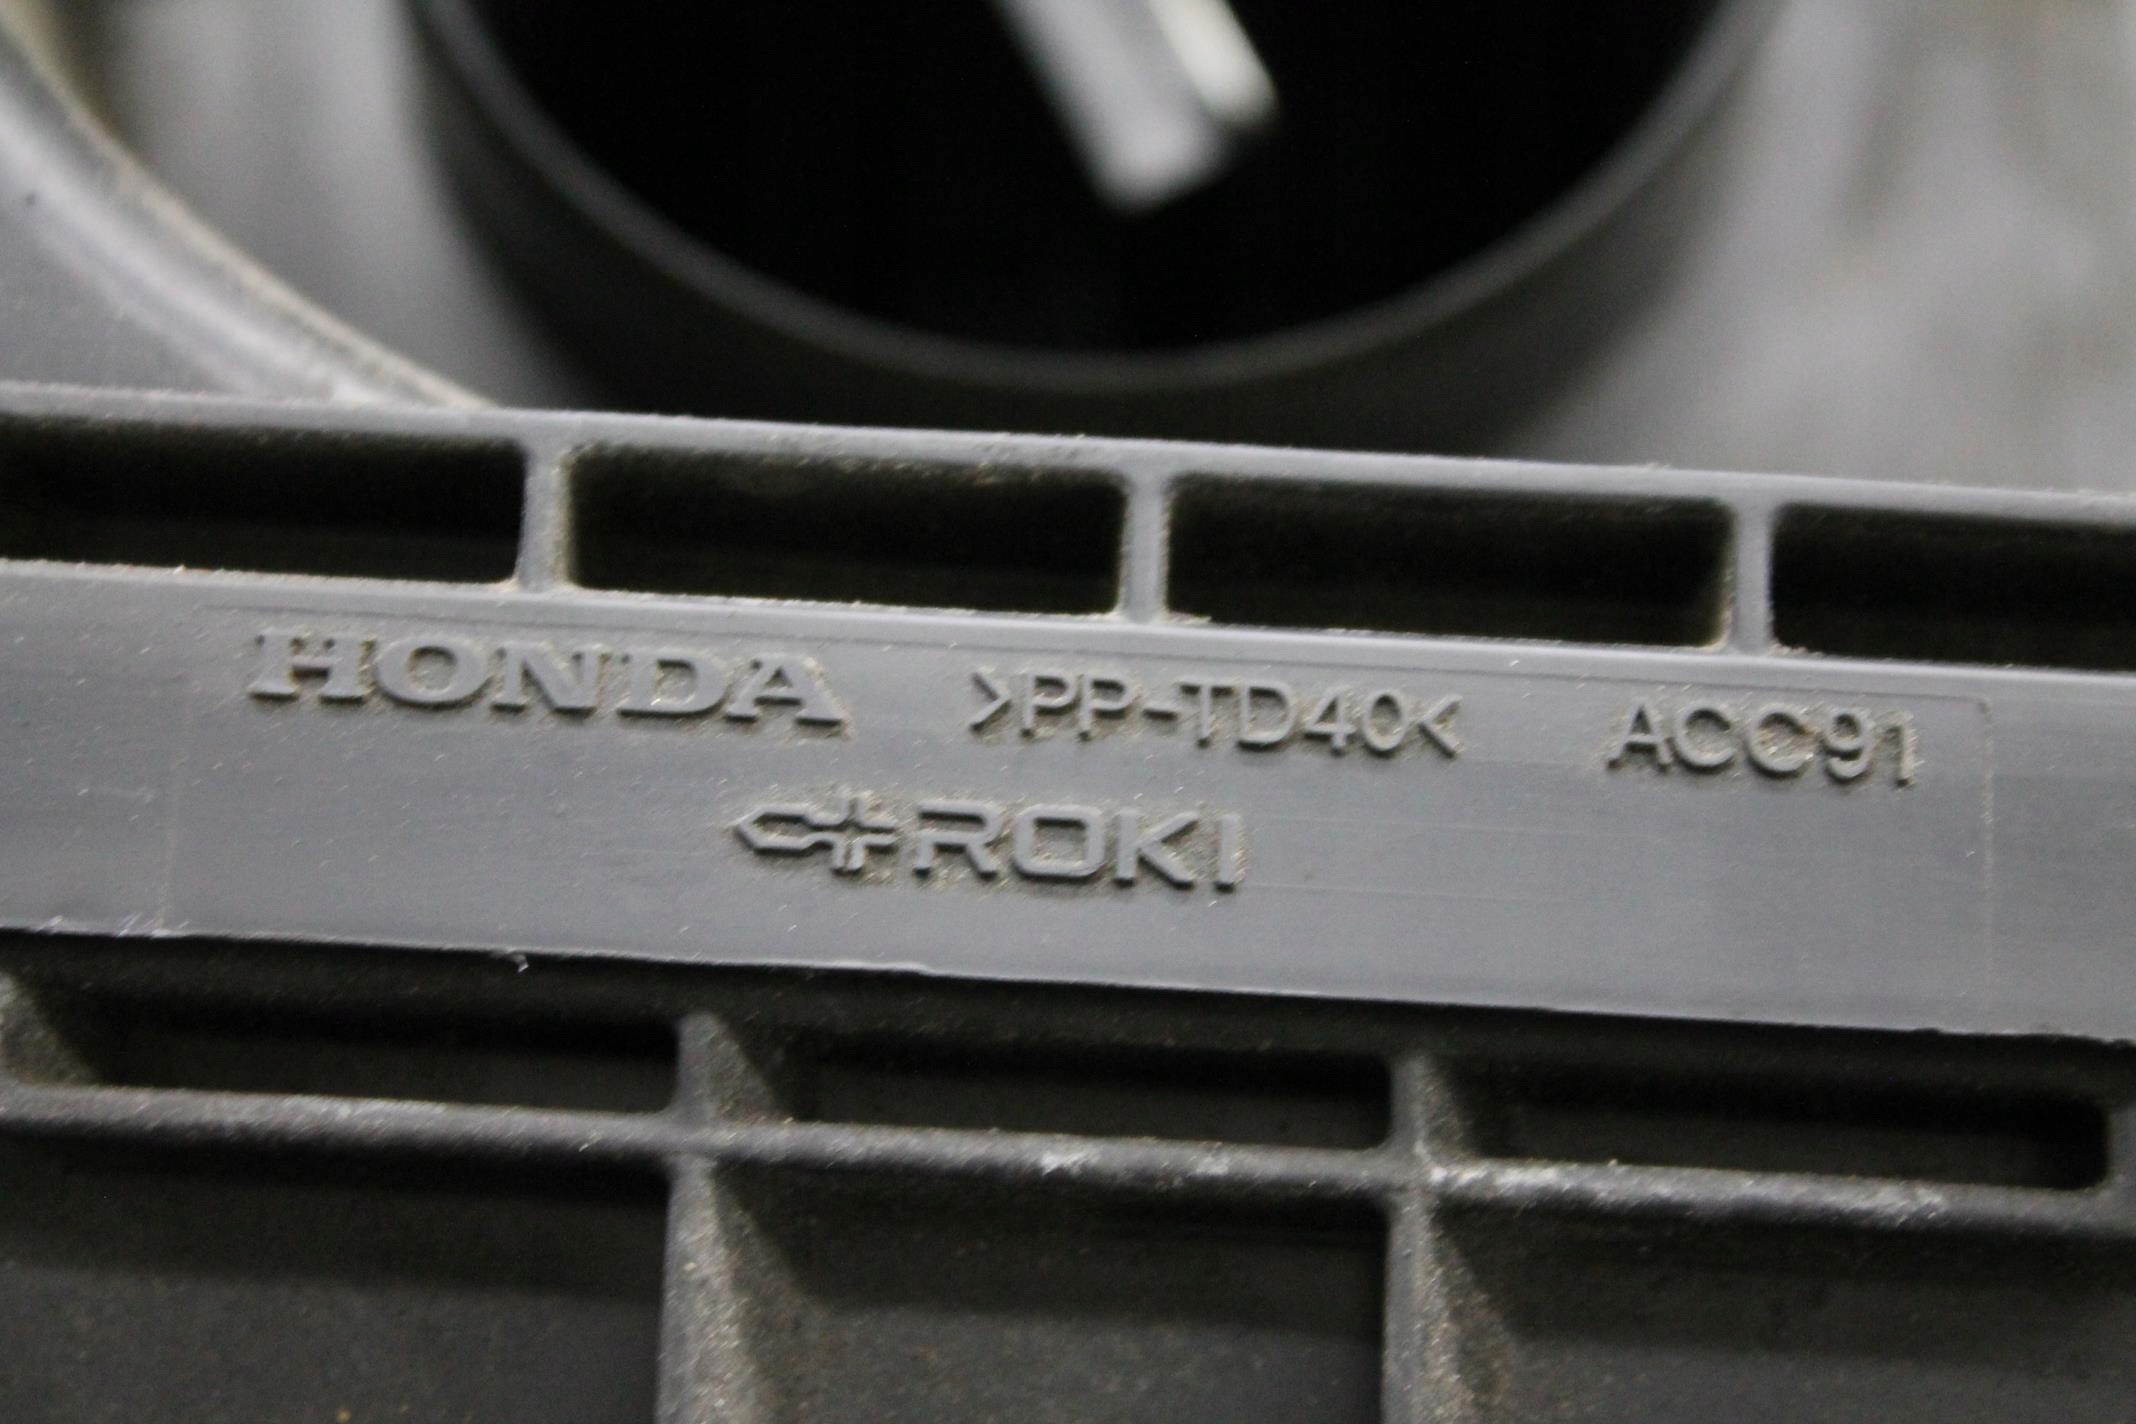 HONDA >PP-TD40< ACC91
ROKI